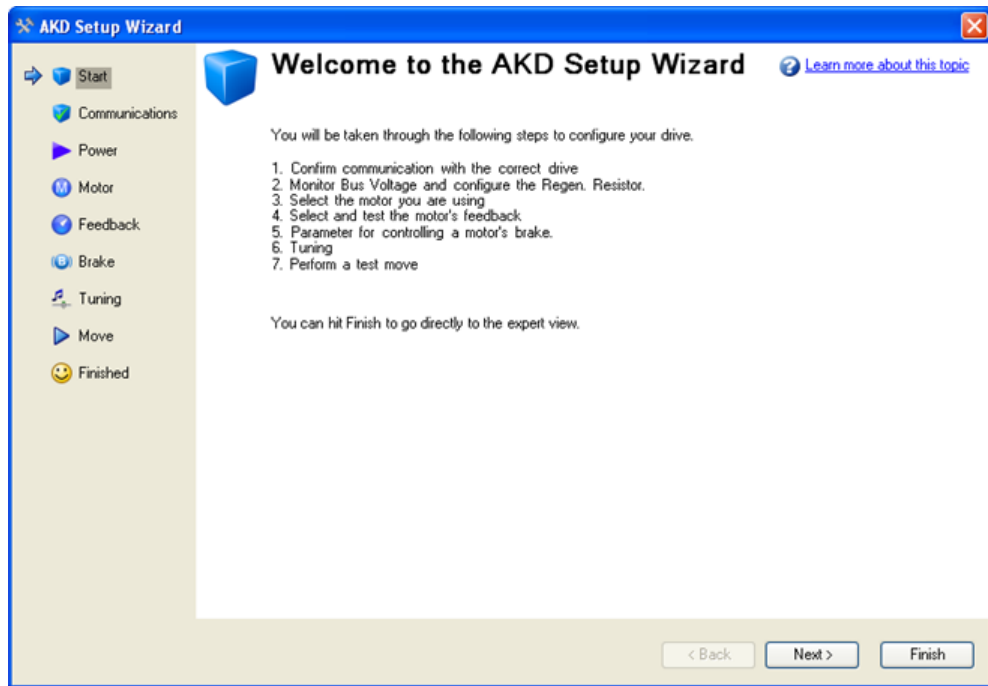 AKD Setup Wizard
Start
Communications
Power
Motor
Feedback
Brake
Tuning
Move
Finished
Welcome to the AKD Setup Wizard
Learn more about this topic
You will be taken through the following steps to configure your drive.
1. Confirm communication with the correct drive
2. Monitor Bus Voltage and configure the Regen. Resistor.
3. Select the motor you are using
4. Select and test the motor's feedback
5. Parameter for controlling a motor's brake.
6. Tuning
7. Perform a test move
You can hit Finish to go directly to the expert view.
< Back
Next >
Finish